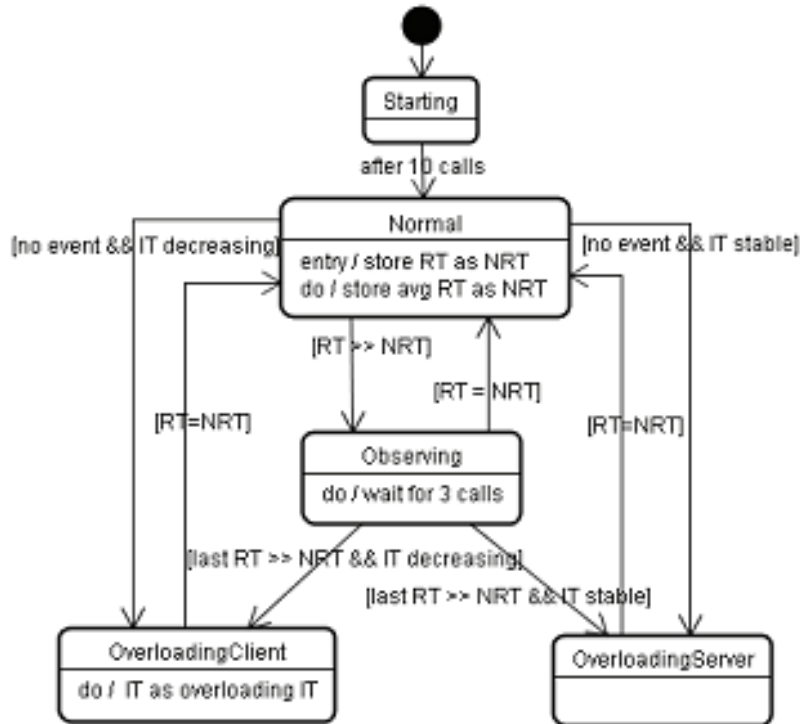 Starting
after 10 calls
Normal
[no event && IT decreasing]
[no event && IT stable]
entry / store RT as NRT
do / store avg RT as NRT
[RT >> NRT]
[RT = NRT]
[RT=NRT]
[RT=NRT]
Observing
do / wait for 3 calls
[last RT >> NRT && IT decreasing]
[last RT >> NRT && IT stable]
OverloadingClient
do / IT as overloading IT
OverloadingServer